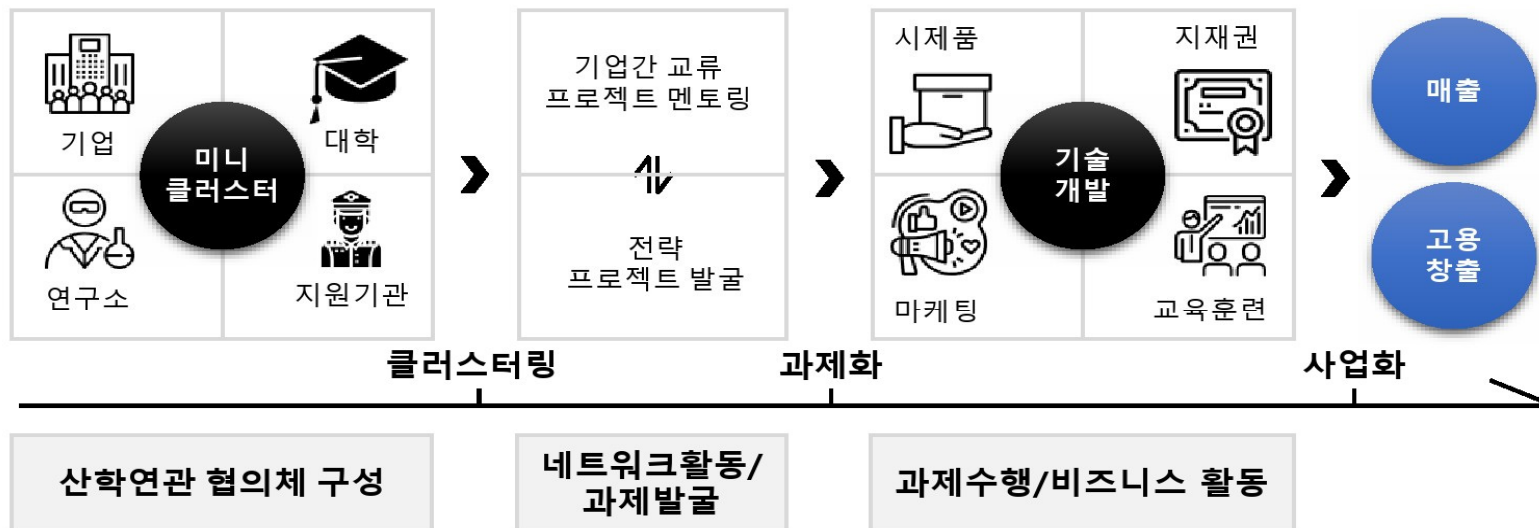 기업
대학
미니
클러스터
연구소
지원기관
기업간 교류
프로젝트 멘토링
전략
프로젝트 발굴
시제품
지재권
기술
개발
마케팅
교육훈련
매출
고용
창출
클러스터링
과제화
사업화
산학연관 협의체 구성
네트워크활동/
과제발굴
과제수행/비즈니스 활동